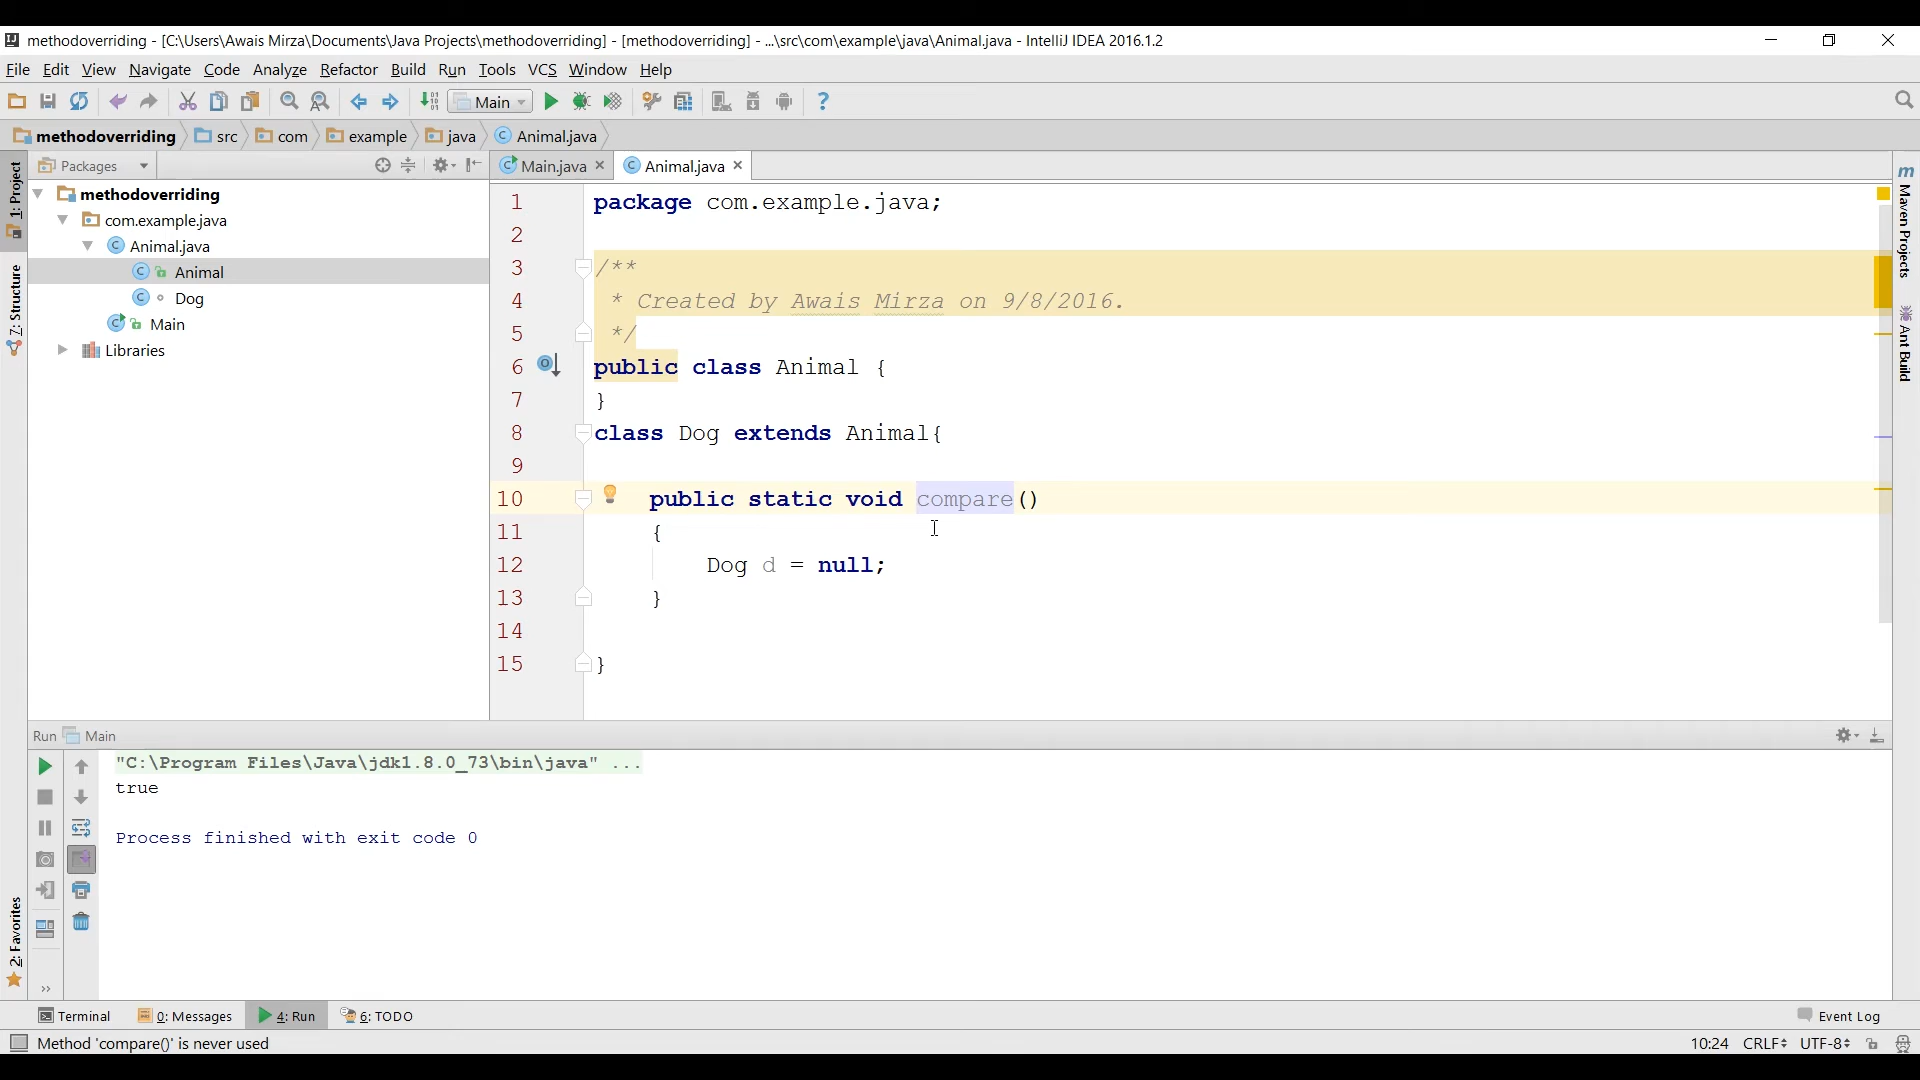 methodoverriding - [C:\Users\Awais Mirza\Documents\Java Projects\methodoverriding] - [methodoverriding] - ...\src\com\example\java\Animal.java - IntelliJ IDEA 2016.1.2
File Edit View Navigate Code Analyze Refactor Build Run Tools VCS Window Help
Main
methodoverriding src com example java Animal.java
1: Project
7: Structure
2: Favorites
Packages
methodoverriding
com.example.java
Animal.java
Animal
Dog
Main
Libraries
Main.java Animal.java
1 package com.example.java;
2
3 /**
4 * Created by Awais Mirza on 9/8/2016.
5 */
6 public class Animal {
7 }
8 class Dog extends Animal{
9
10 public static void compare()
11 {
12 Dog d = null;
13 }
14
15 }
Maven Projects
Ant Build
Run Main
"C:\Program Files\Java\jdk1.8.0_73\bin\java" ...
true
Process finished with exit code 0
Terminal 0: Messages 4: Run 6: TODO Event Log
Method 'compare()' is never used 10:24 CRLF UTF-8